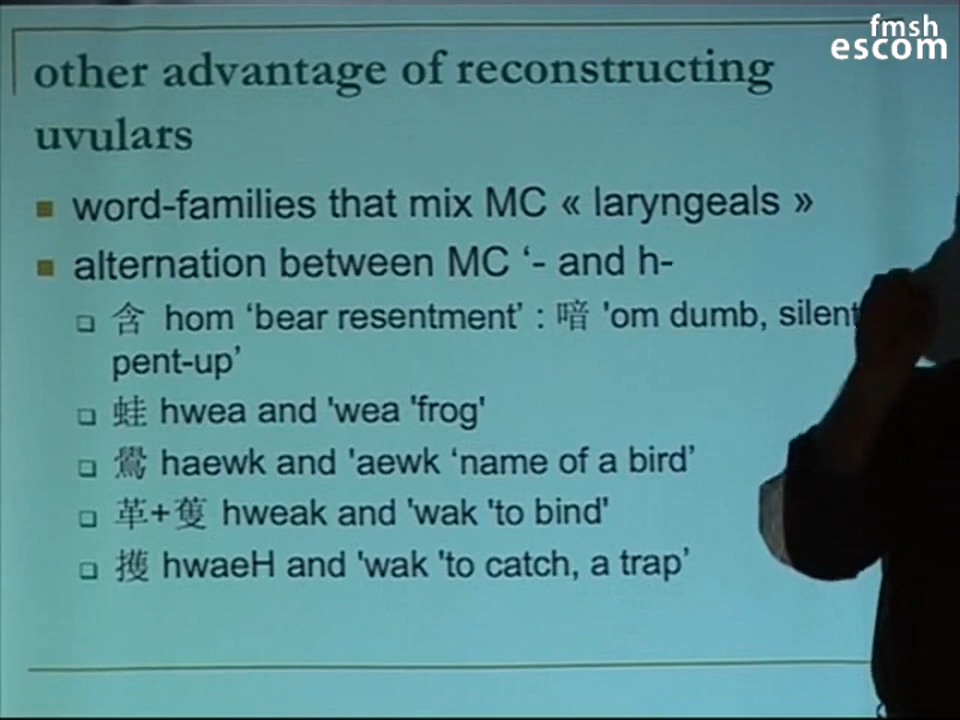 fmsh
escom
other advantage of reconstructing
uvulars
word-families that mix MC « laryngeals »
alternation between MC ‘- and h-
含 hom ‘bear resentment’ : 喑 'om dumb, silent
pent-up’
蛙 hwea and 'wea 'frog'
haewk and 'aewk ‘name of a bird’
革+蒦 hweak and 'wak 'to bind'
擭 hwaeH and 'wak 'to catch, a trap’